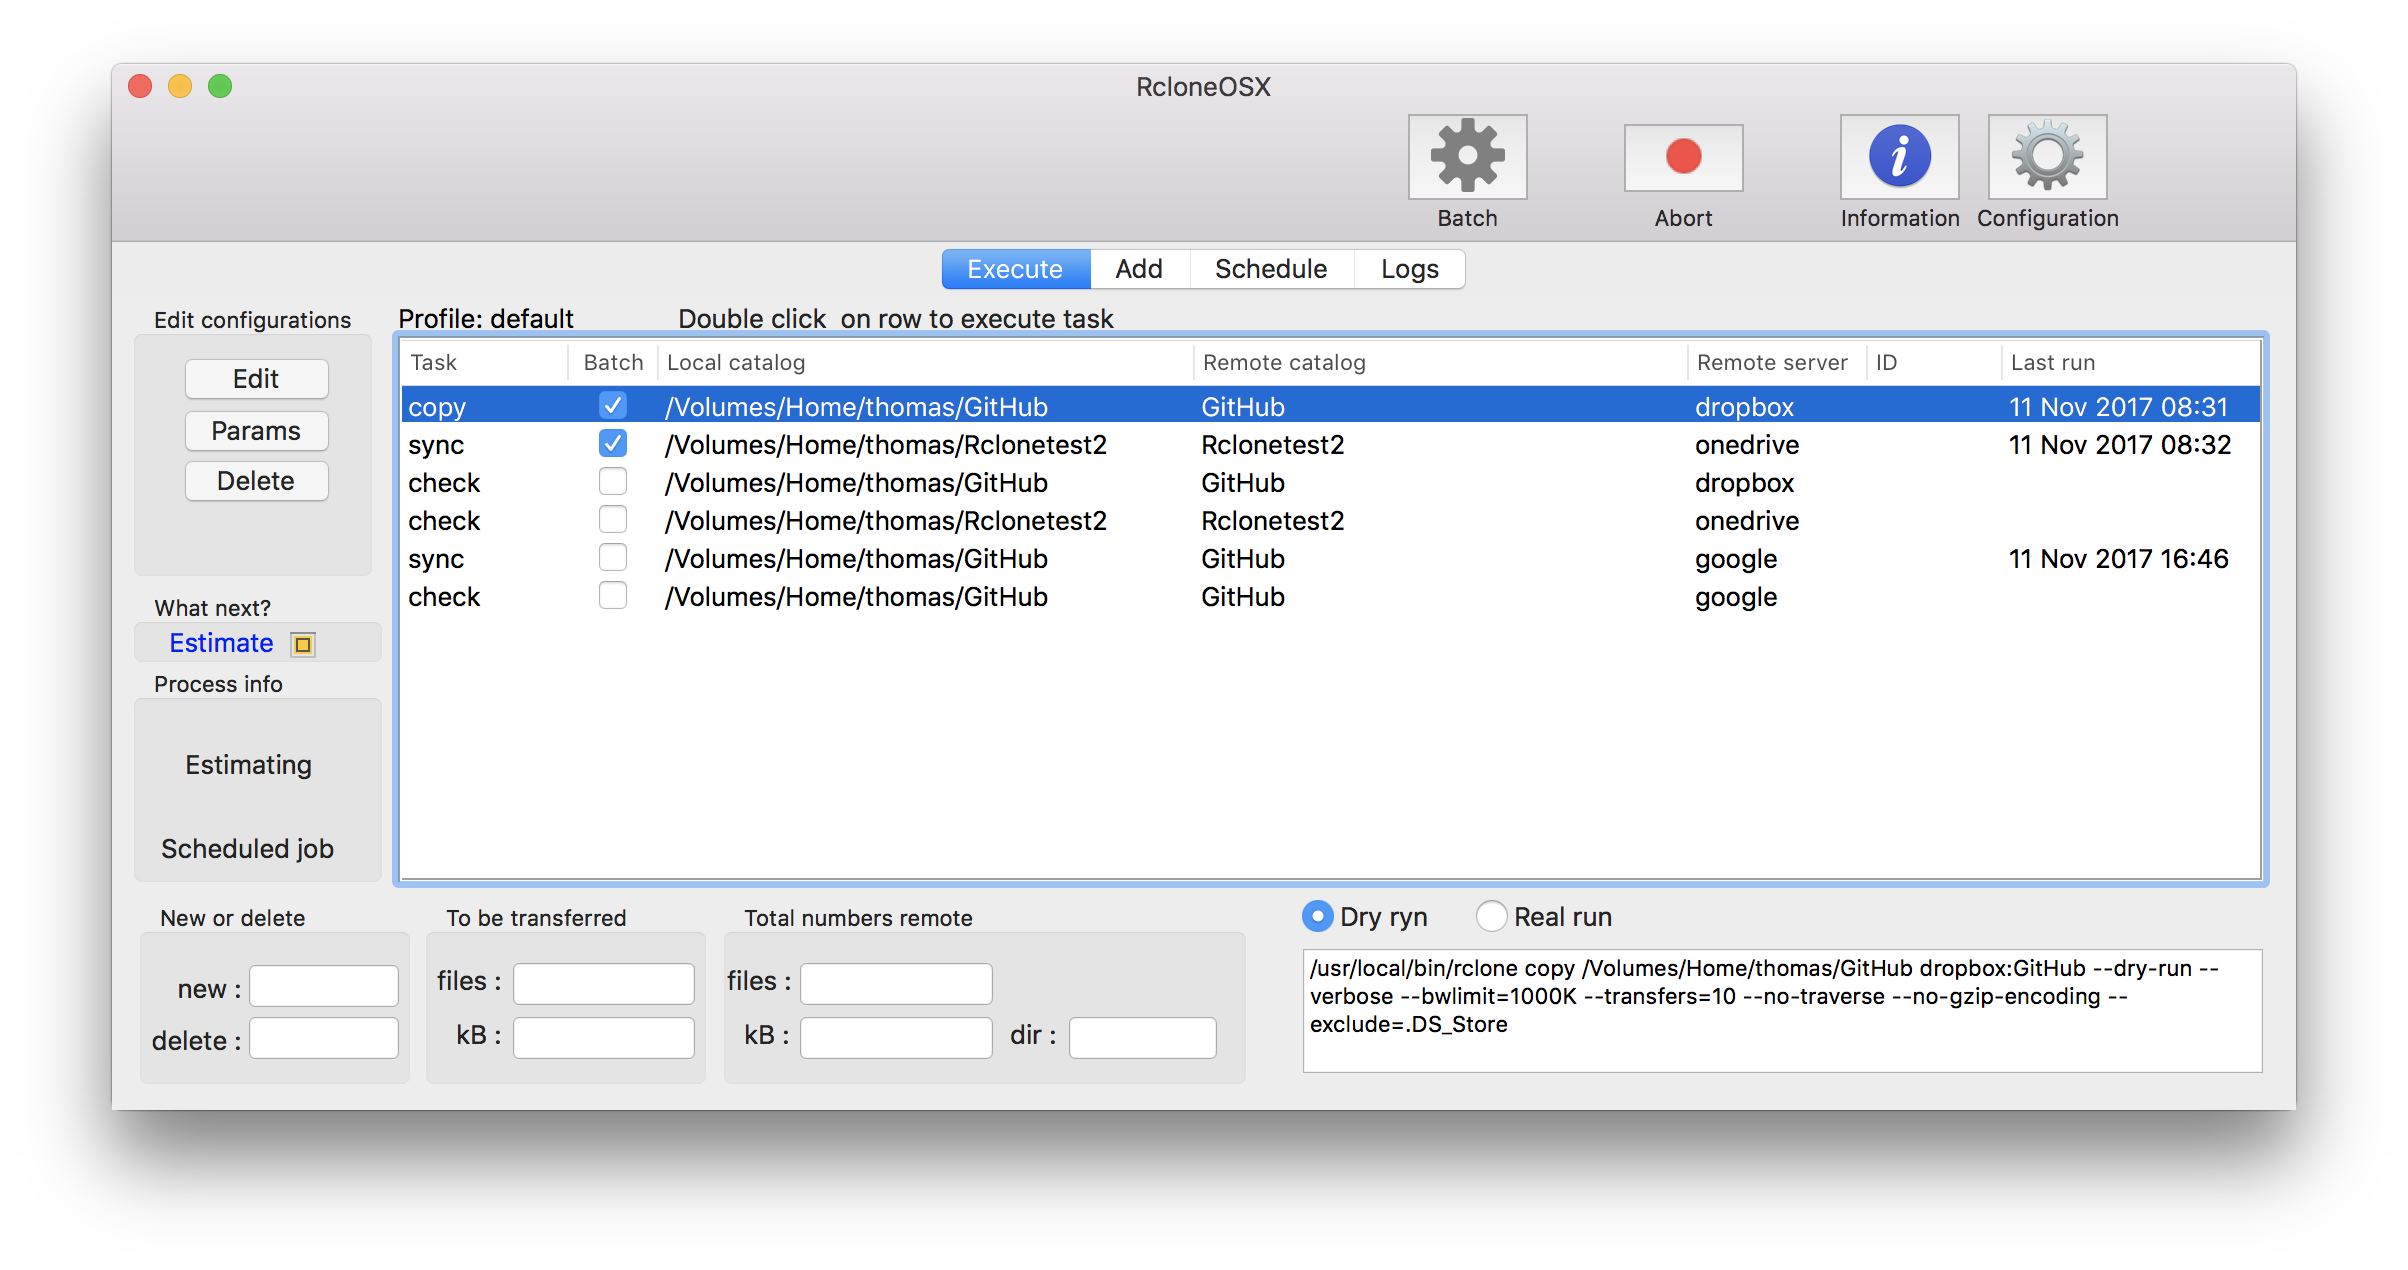 RcloneOSX
Batch
Abort
Information
Configuration
Execute
Add
Schedule
Logs
Edit configurations
Edit
Params
Delete
What next?
Estimate
Process info
Estimating
Scheduled job
Profile: default
Double click  on row to execute task
Task Batch Local catalog Remote catalog Remote server ID Last run
copy /Volumes/Home/thomas/GitHub GitHub dropbox 11 Nov 2017 08:31
sync /Volumes/Home/thomas/Rclonetest2 Rclonetest2 onedrive 11 Nov 2017 08:32
check /Volumes/Home/thomas/GitHub GitHub dropbox
check /Volumes/Home/thomas/Rclonetest2 Rclonetest2 onedrive
sync /Volumes/Home/thomas/GitHub GitHub google 11 Nov 2017 16:46
check /Volumes/Home/thomas/GitHub GitHub google
New or delete
new :
delete :
To be transferred
files :
kB :
Total numbers remote
files :
kB :
dir :
Dry ryn
Real run
/usr/local/bin/rclone copy /Volumes/Home/thomas/GitHub dropbox:GitHub --dry-run --
verbose --bwlimit=1000K --transfers=10 --no-traverse --no-gzip-encoding --
exclude=.DS_Store